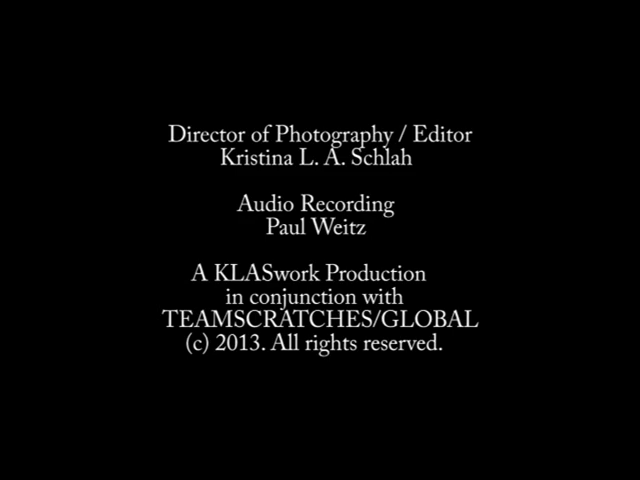 Director of Photography / Editor
Kristina L. A. Schlah
Audio Recording
Paul Weitz
A KLASwork Production
in conjunction with
TEAMSCRATCHES/GLOBAL
(c) 2013. All rights reserved.